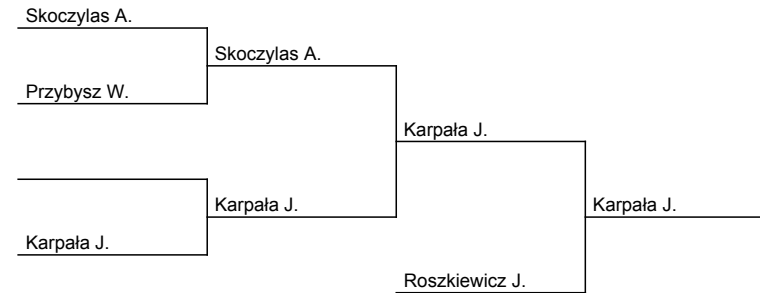 Skoczylas A.
Skoczylas A.
Przybysz W.
Karpała J.
Karpała J.
Karpała J.
Karpała J.
Roszkiewicz J.